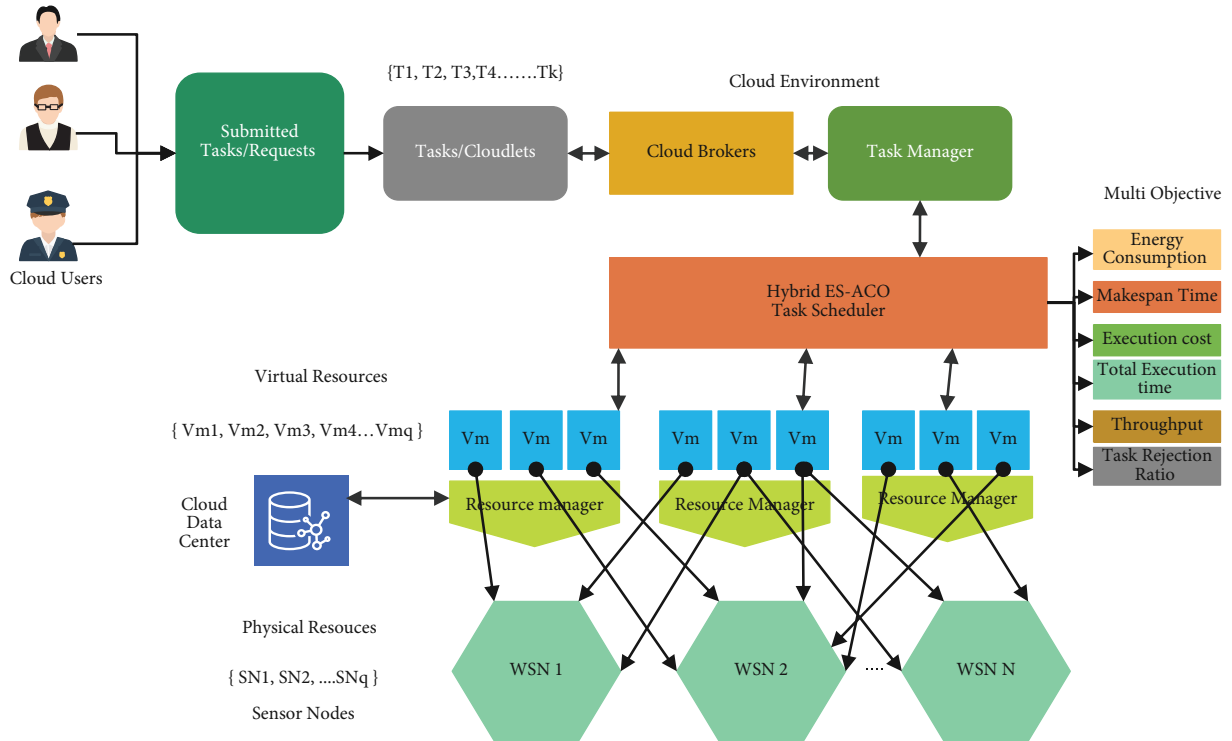 {T1, T2, T3,T4.......Tk}
Cloud Environment
Submitted
Tasks/Requests
Tasks/Cloudlets
Cloud Brokers
Task Manager
Cloud Users
Multi Objective
Energy
Consumption
Makespan Time
Execution cost
Total Execution
time
Throughput
Task Rejection
Ratio
Hybrid ES-ACO
Task Scheduler
Virtual Resources
{ Vm1, Vm2, Vm3, Vm4...Vmq }
Vm
Vm
Vm
Vm
Vm
Vm
Vm
Vm
Vm
Resource manager
Resource Manager
Resource Manager
Cloud
Data
Center
Physical Resouces
{ SN1, SN2, ....SNq }
Sensor Nodes
WSN 1
WSN 2
....
WSN N